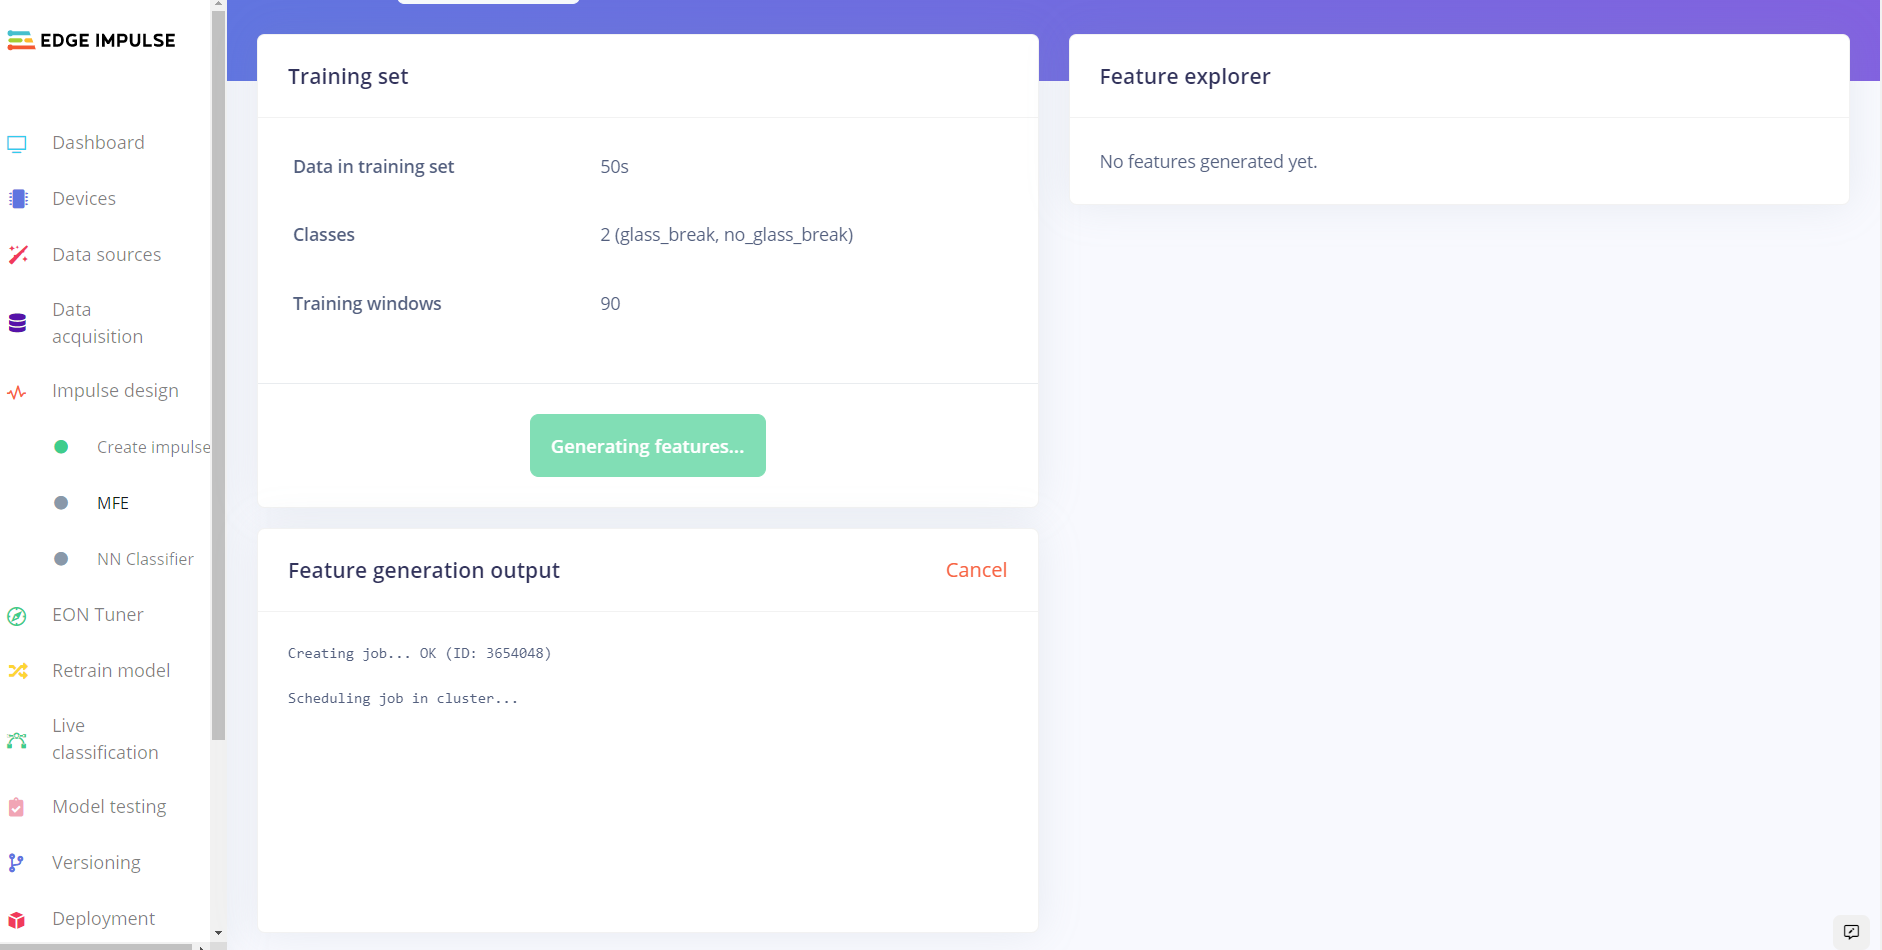 EDGE IMPULSE
Dashboard
Devices
Data sources
Data
acquisition
Impulse design
Create impulse
MFE
NN Classifier
EON Tuner
Retrain model
Live
classification
Model testing
Versioning
Deployment
Training set
Data in training set 50s
Classes 2 (glass_break, no_glass_break)
Training windows 90
Generating features...
Feature generation output Cancel
Creating job... OK (ID: 3654048)
Scheduling job in cluster...
Feature explorer
No features generated yet.